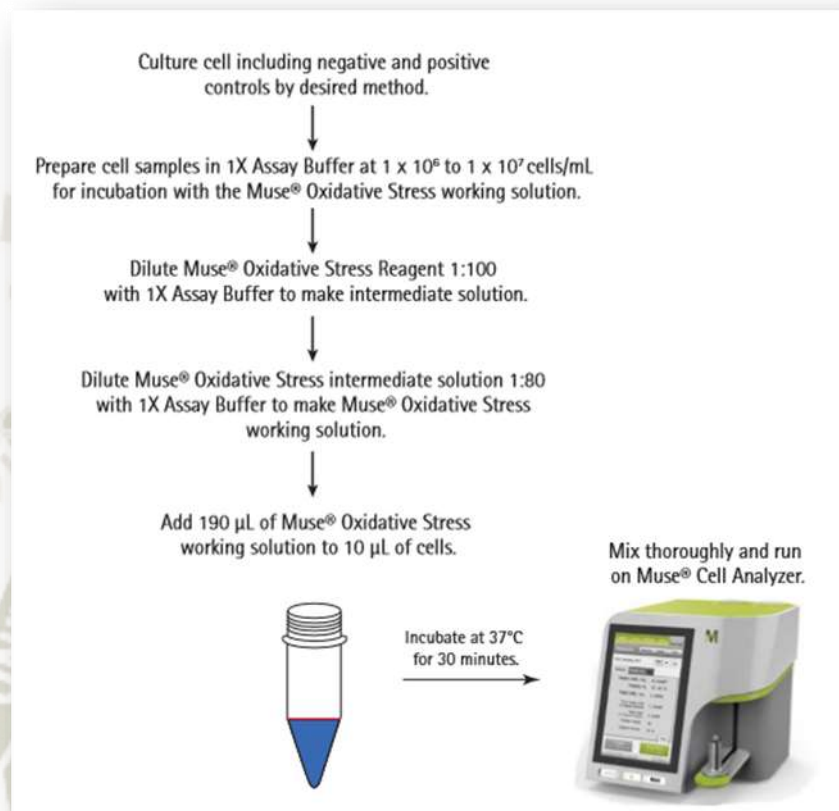 Culture cell including negative and positive
controls by desired method.
Prepare cell samples in 1X Assay Buffer at 1 x 10⁶ to 1 x 10⁷ cells/mL
for incubation with the Muse® Oxidative Stress working solution.
Dilute Muse® Oxidative Stress Reagent 1:100
with 1X Assay Buffer to make intermediate solution.
Dilute Muse® Oxidative Stress intermediate solution 1:80
with 1X Assay Buffer to make Muse® Oxidative Stress
working solution.
Add 190 µL of Muse® Oxidative Stress
working solution to 10 µL of cells.
Incubate at 37°C
for 30 minutes.
Mix thoroughly and run
on Muse® Cell Analyzer.
M